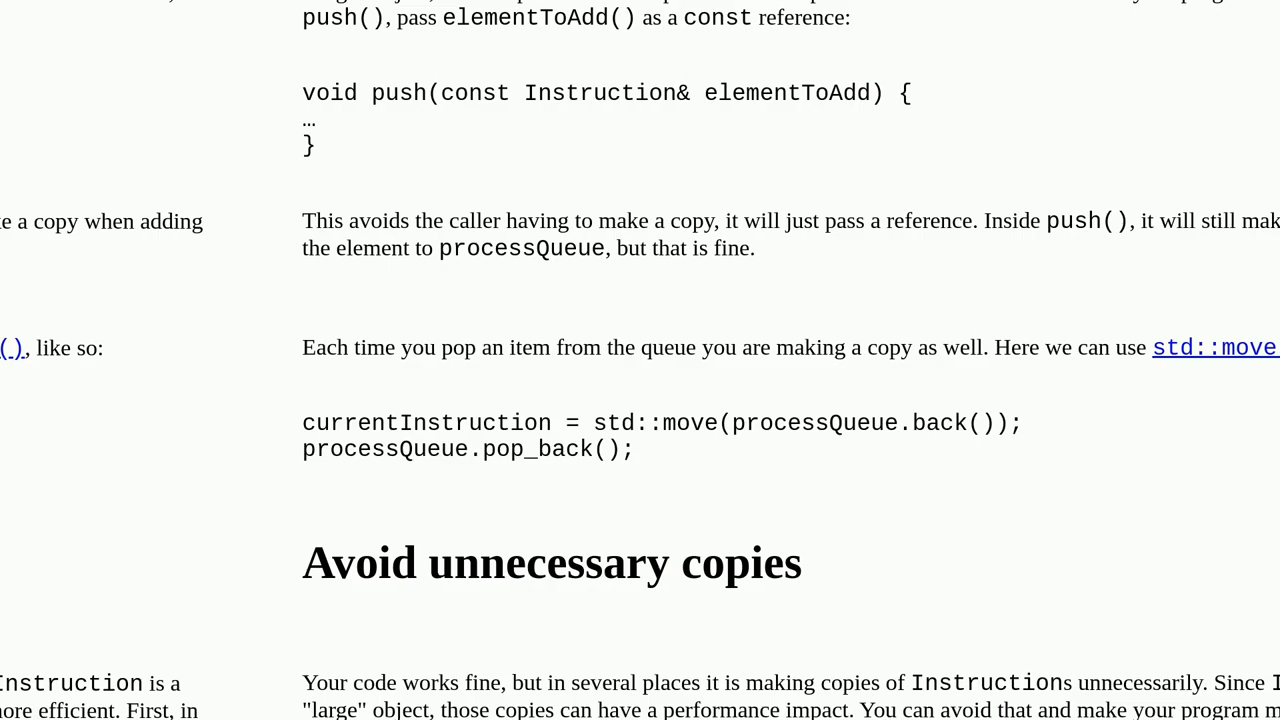 push(), pass elementToAdd() as a const reference:
void push(const Instruction& elementToAdd) {
…
}
a copy when adding
This avoids the caller having to make a copy, it will just pass a reference. Inside push(), it will still mak
the element to processQueue, but that is fine.
(), like so:
Each time you pop an item from the queue you are making a copy as well. Here we can use std::move
currentInstruction = std::move(processQueue.back());
processQueue.pop_back();
Avoid unnecessary copies
Instruction is a
Your code works fine, but in several places it is making copies of Instructions unnecessarily. Since
more efficient. First, in
"large" object, those copies can have a performance impact. You can avoid that and make your program